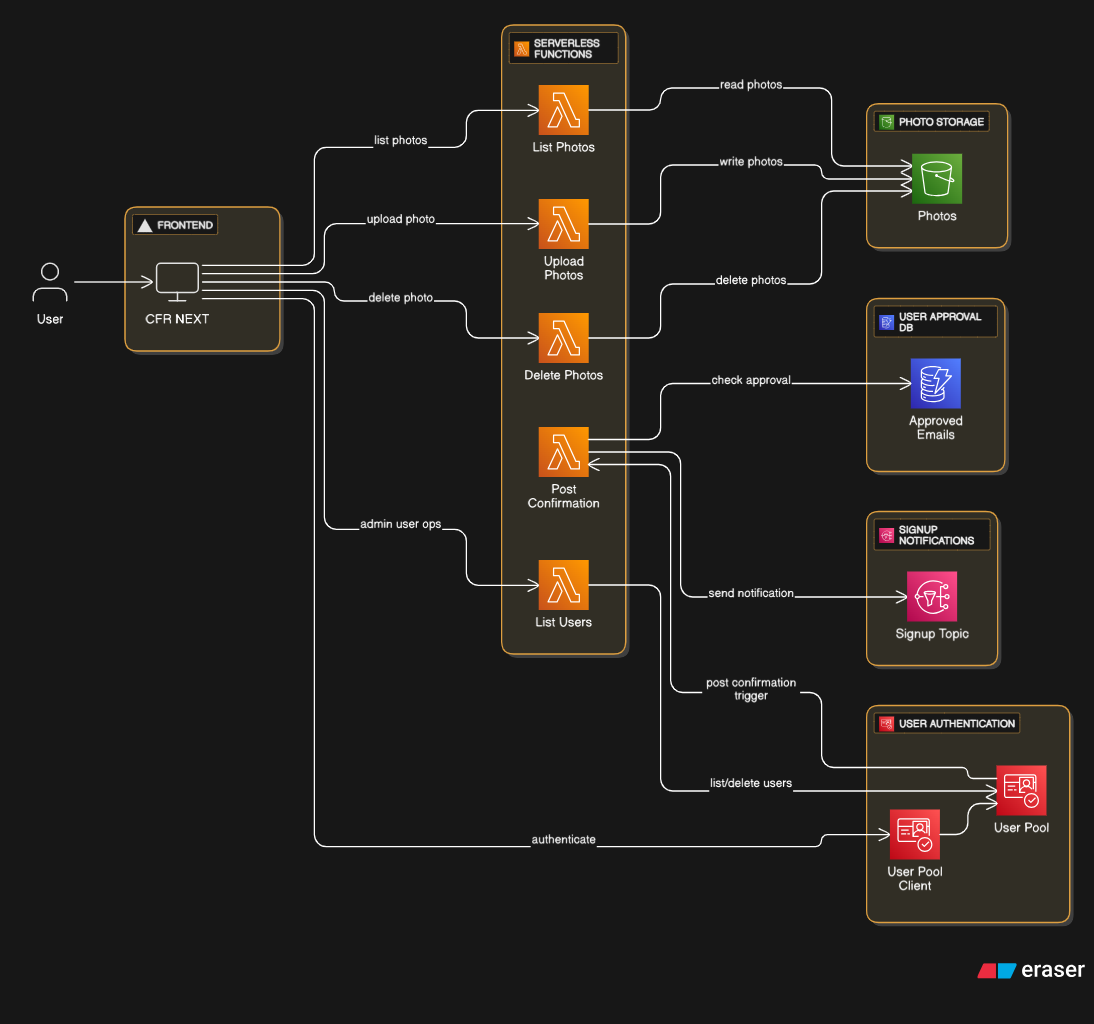 SERVERLESS
FUNCTIONS
List Photos
Upload
Photos
Delete Photos
Post
Confirmation
List Users
FRONTEND
CFR NEXT
User
list photos
upload photo
delete photo
admin user ops
authenticate
read photos
write photos
delete photos
check approval
send notification
post confirmation
trigger
list/delete users
PHOTO STORAGE
Photos
USER APPROVAL
DB
Approved
Emails
SIGNUP
NOTIFICATIONS
Signup Topic
USER AUTHENTICATION
User Pool
User Pool
Client
eraser